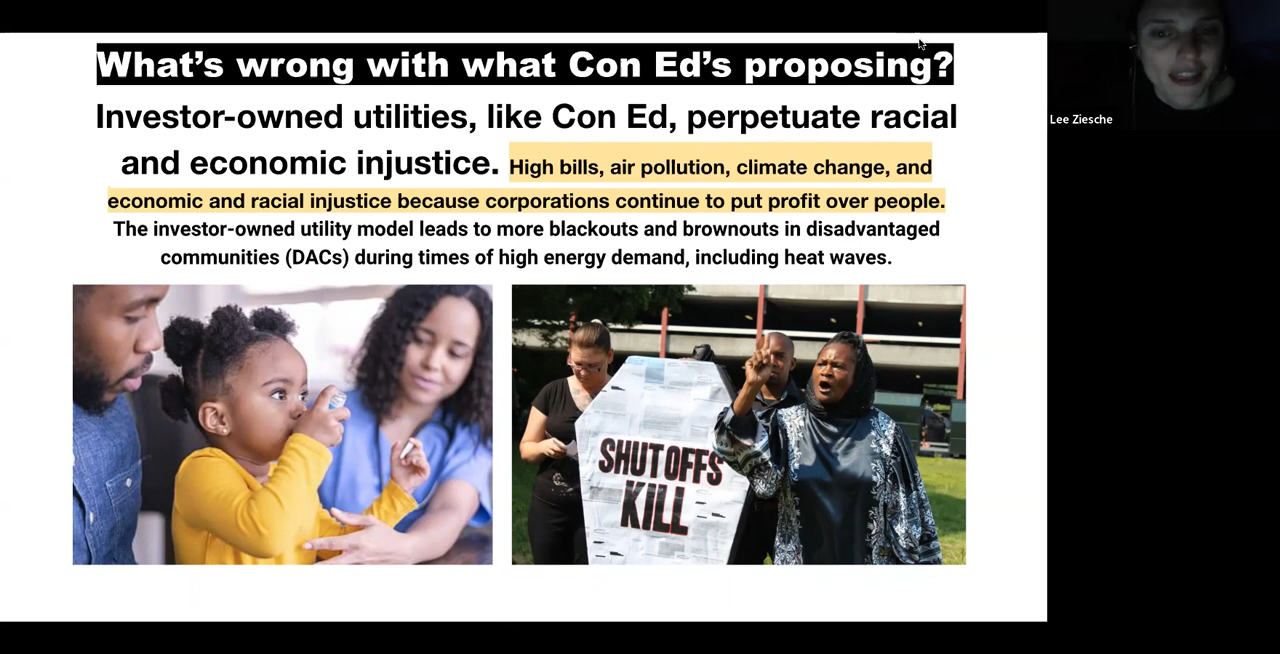 What's wrong with what Con Ed's proposing?
Investor-owned utilities, like Con Ed, perpetuate racial
and economic injustice. High bills, air pollution, climate change, and
economic and racial injustice because corporations continue to put profit over people.
The investor-owned utility model leads to more blackouts and brownouts in disadvantaged
communities (DACs) during times of high energy demand, including heat waves.
SHUTOFFS
KILL
Lee Ziesche